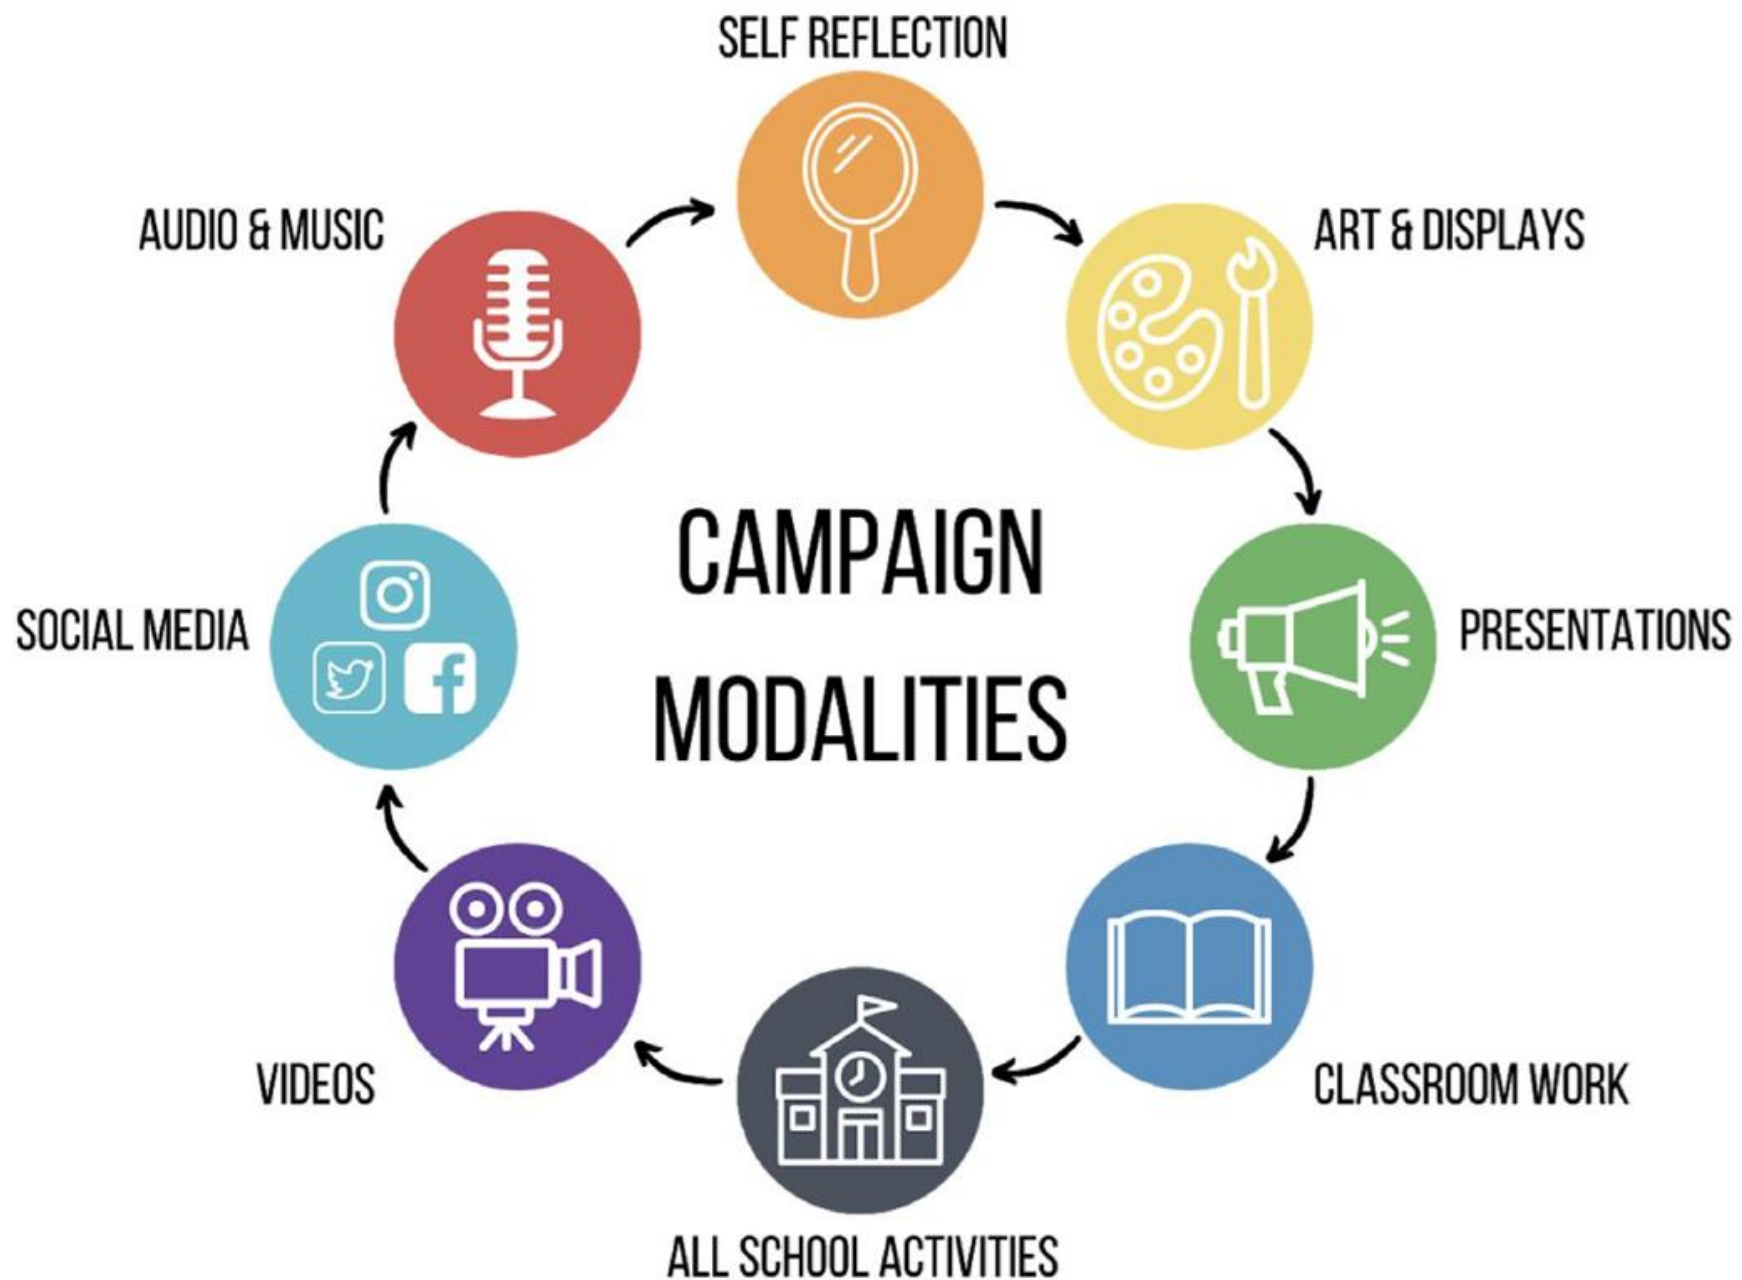 SELF REFLECTION
ART & DISPLAYS
PRESENTATIONS
CLASSROOM WORK
ALL SCHOOL ACTIVITIES
VIDEOS
SOCIAL MEDIA
AUDIO & MUSIC
CAMPAIGN
MODALITIES